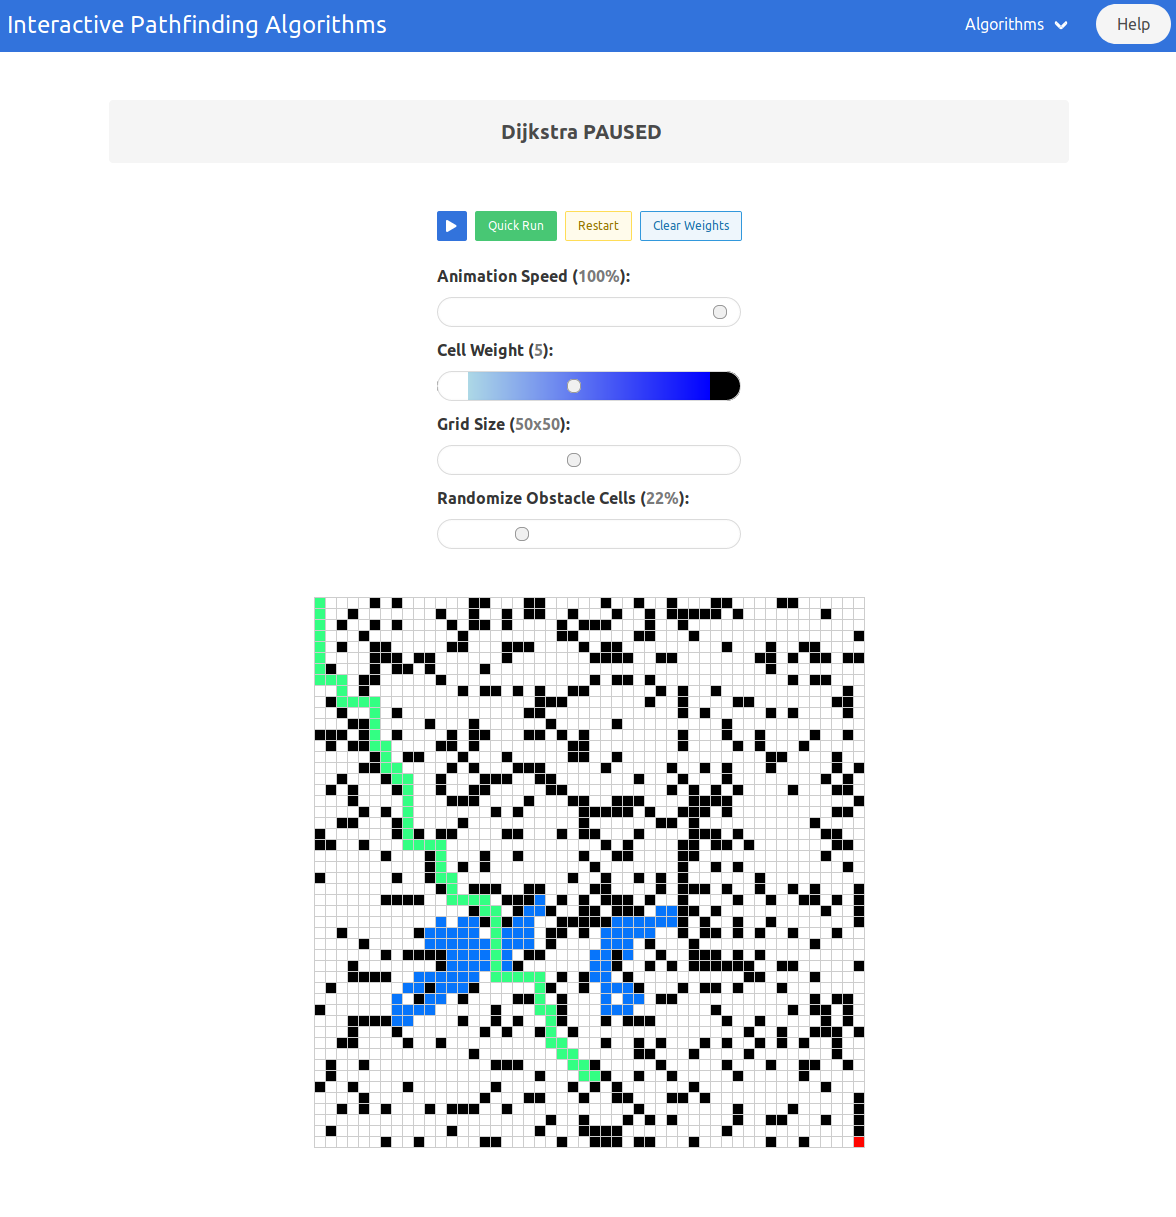 Interactive Pathfinding Algorithms
Algorithms
Help
Dijkstra PAUSED
Quick Run
Restart
Clear Weights
Animation Speed (100%):
Cell Weight (5):
Grid Size (50x50):
Randomize Obstacle Cells (22%):